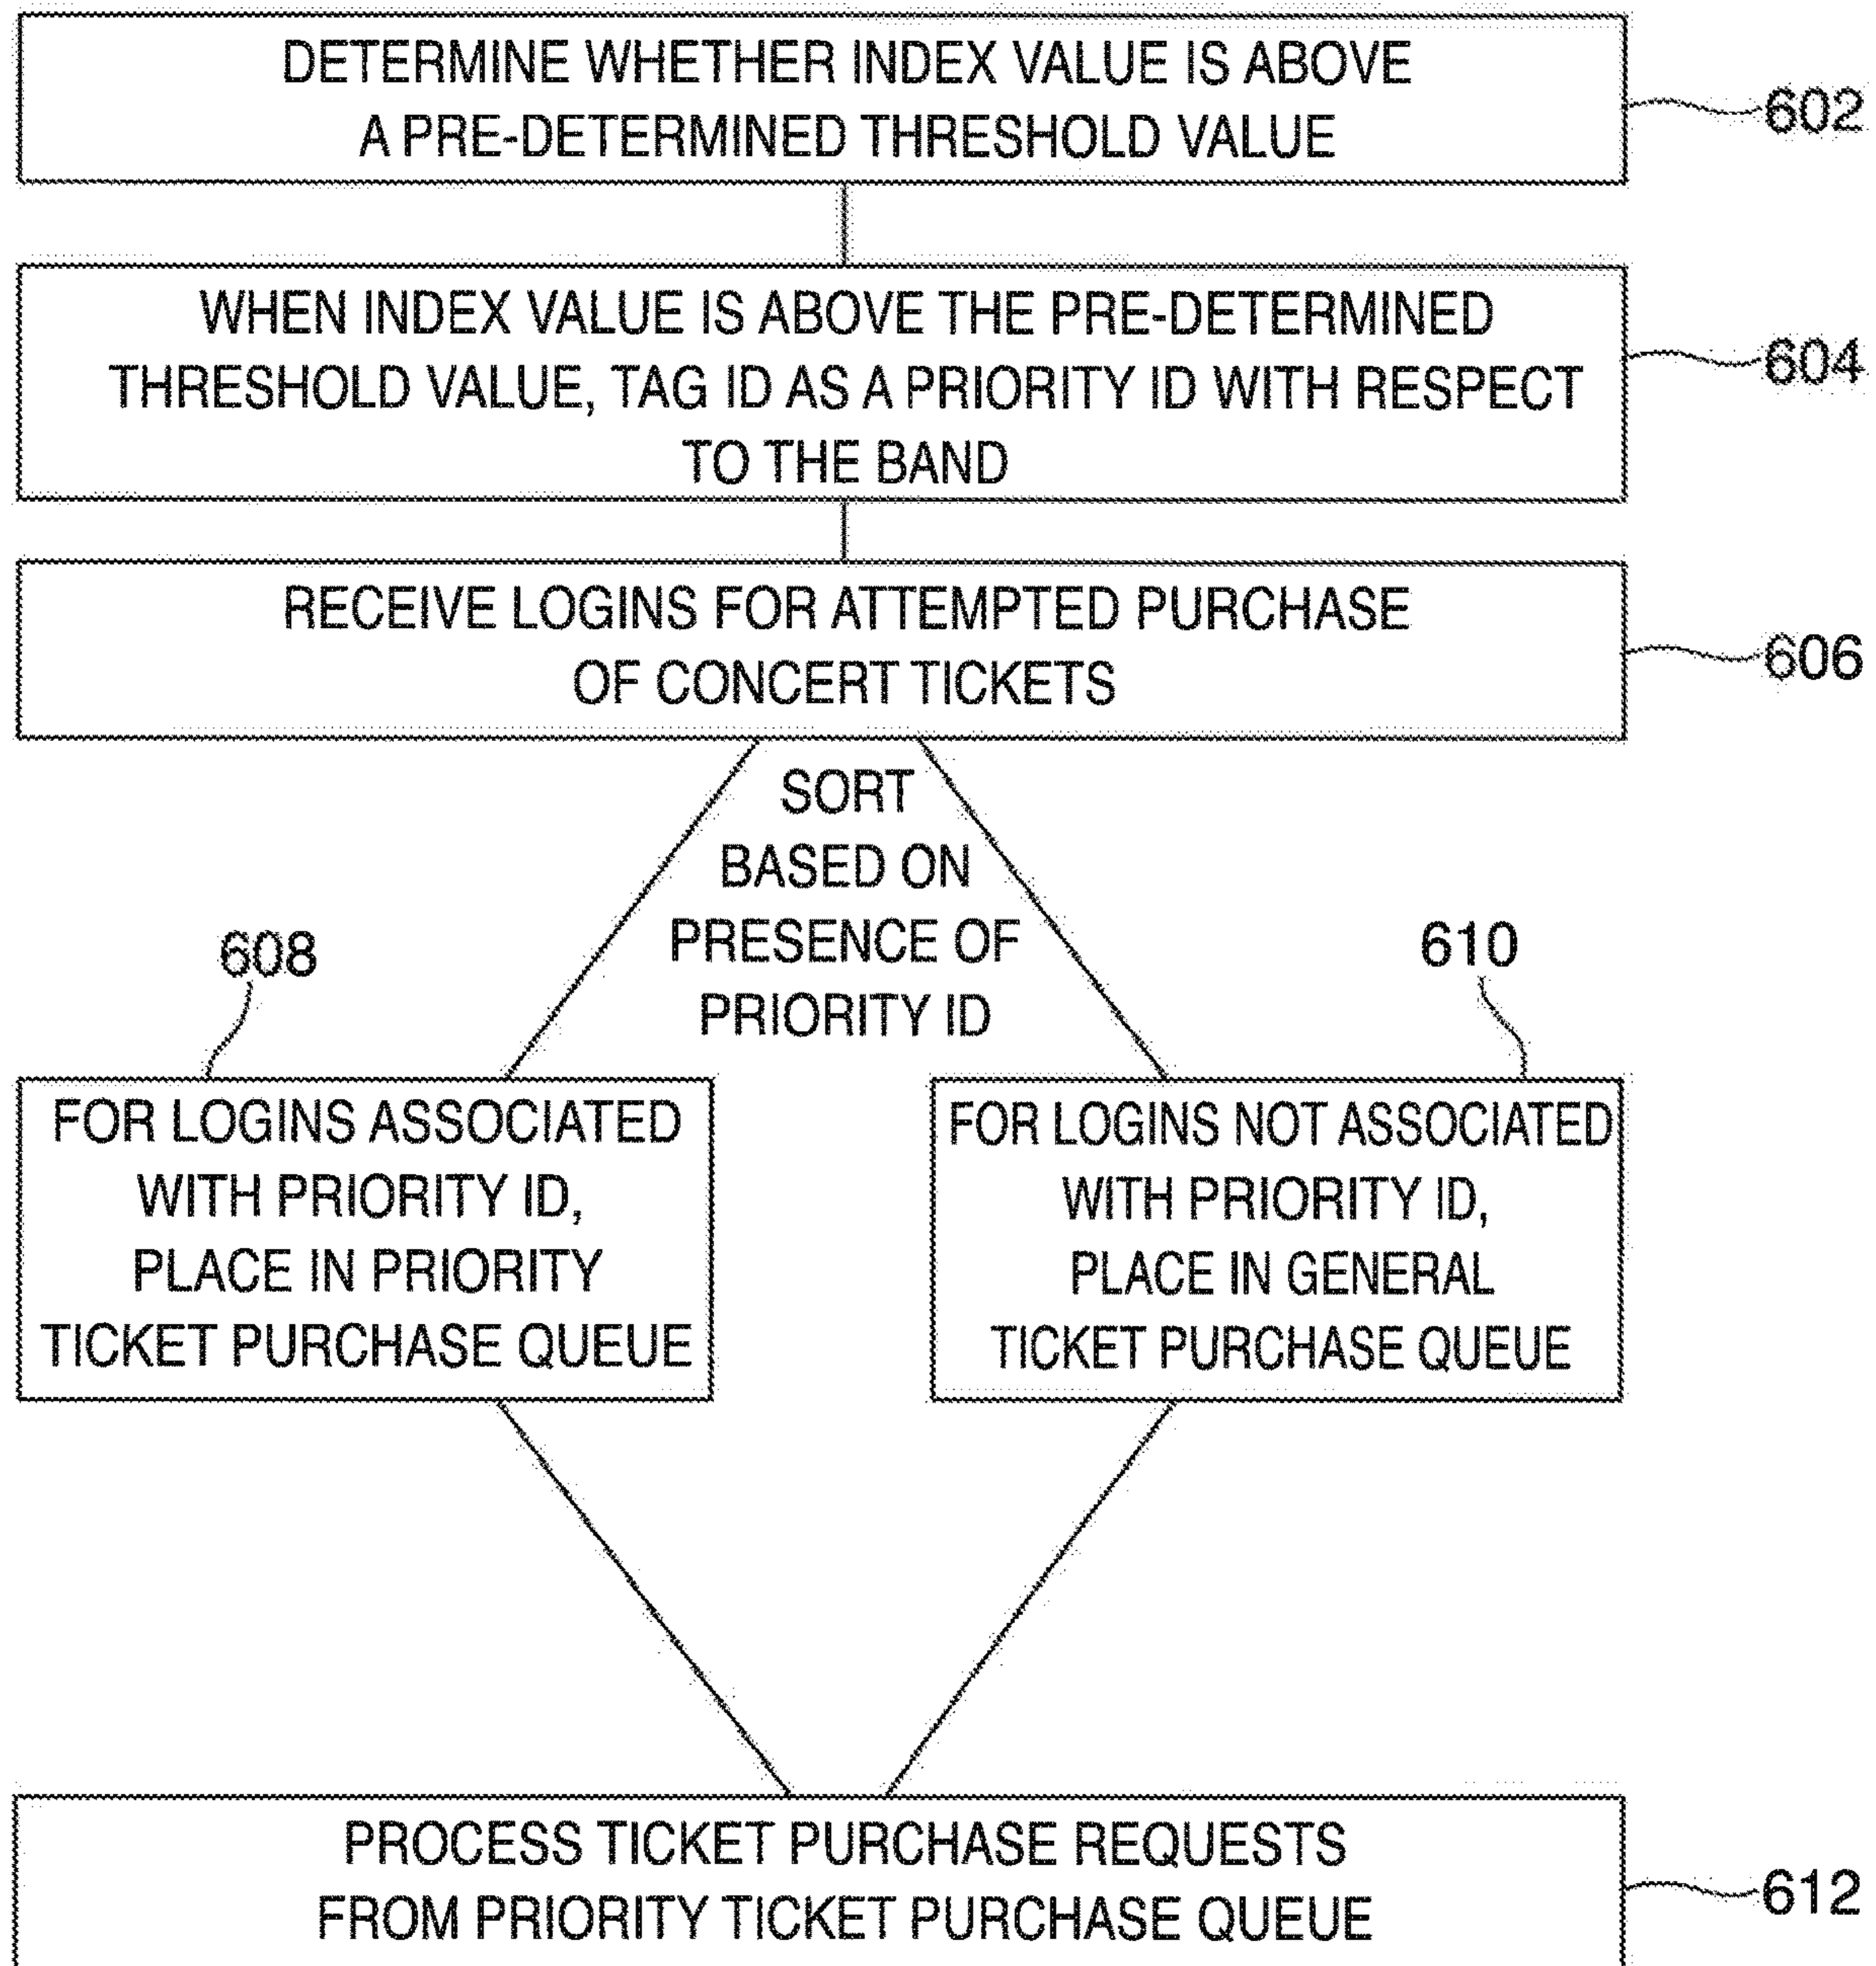 DETERMINE WHETHER INDEX VALUE IS ABOVE
A PRE-DETERMINED THRESHOLD VALUE
602
WHEN INDEX VALUE IS ABOVE THE PRE-DETERMINED
THRESHOLD VALUE, TAG ID AS A PRIORITY ID WITH RESPECT
TO THE BAND
604
RECEIVE LOGINS FOR ATTEMPTED PURCHASE
OF CONCERT TICKETS
606
SORT
BASED ON
PRESENCE OF
PRIORITY ID
608
610
FOR LOGINS ASSOCIATED
WITH PRIORITY ID,
PLACE IN PRIORITY
TICKET PURCHASE QUEUE
FOR LOGINS NOT ASSOCIATED
WITH PRIORITY ID,
PLACE IN GENERAL
TICKET PURCHASE QUEUE
PROCESS TICKET PURCHASE REQUESTS
FROM PRIORITY TICKET PURCHASE QUEUE
612